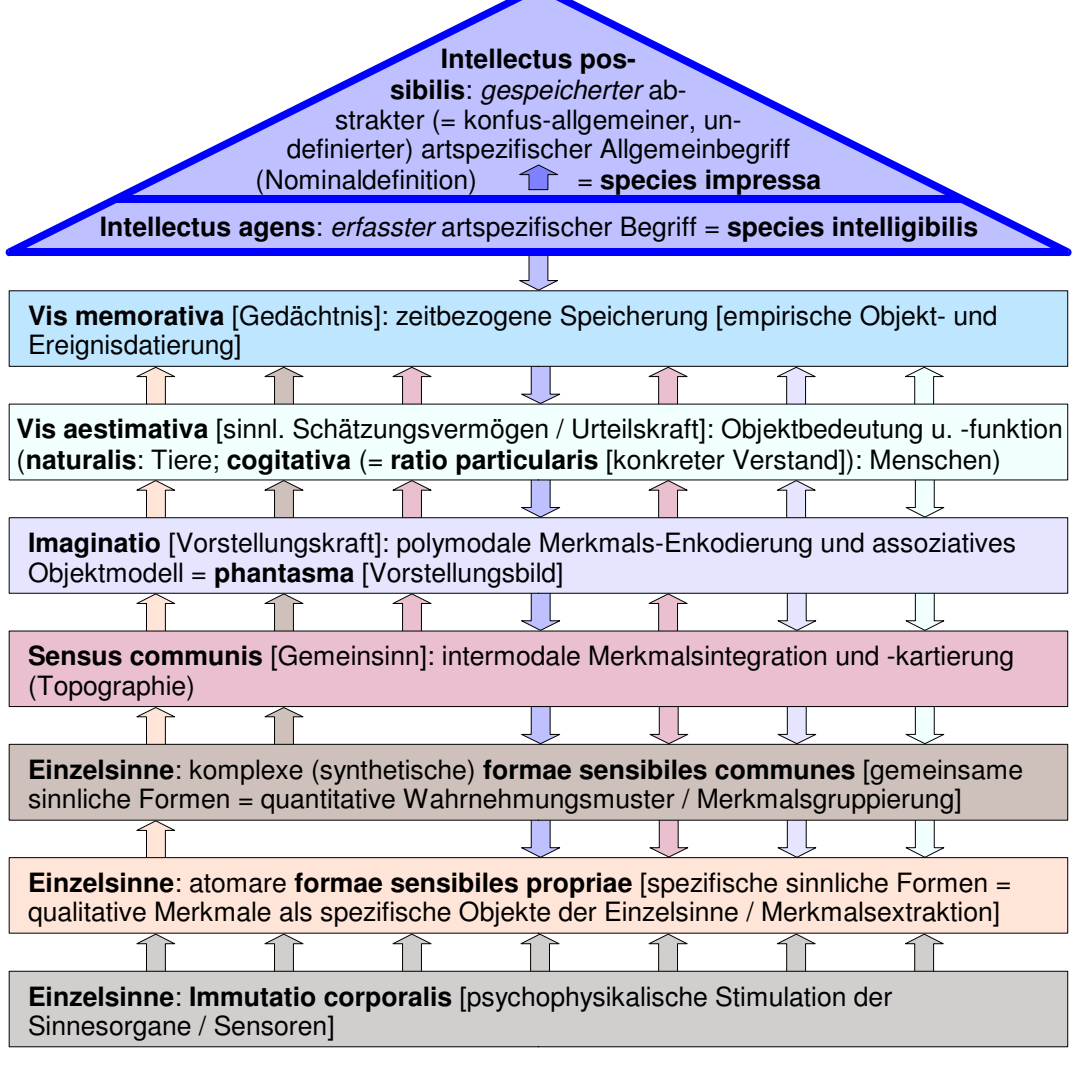 Intellectus pos-
sibilis: gespeicherter ab-
strakter (= konfus-allgemeiner, un-
definierter) artspezifischer Allgemeinbegriff
(Nominaldefinition) = species impressa
Intellectus agens: erfasster artspezifischer Begriff = species intelligibilis
Vis memorativa [Gedächtnis]: zeitbezogene Speicherung [empirische Objekt- und
Ereignisdatierung]
Vis aestimativa [sinnl. Schätzungsvermögen / Urteilskraft]: Objektbedeutung u. -funktion
(naturalis: Tiere; cogitativa (= ratio particularis [konkreter Verstand]): Menschen)
Imaginatio [Vorstellungskraft]: polymodale Merkmals-Enkodierung und assoziatives
Objektmodell = phantasma [Vorstellungsbild]
Sensus communis [Gemeinsinn]: intermodale Merkmalsintegration und -kartierung
(Topographie)
Einzelsinne: komplexe (synthetische) formae sensibiles communes [gemeinsame
sinnliche Formen = quantitative Wahrnehmungsmuster / Merkmalsgruppierung]
Einzelsinne: atomare formae sensibiles propriae [spezifische sinnliche Formen =
qualitative Merkmale als spezifische Objekte der Einzelsinne / Merkmalsextraktion]
Einzelsinne: Immutatio corporalis [psychophysikalische Stimulation der
Sinnesorgane / Sensoren]